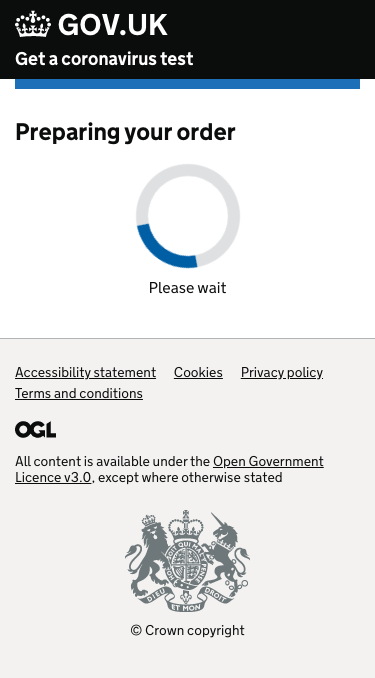 GOV.UK
Get a coronavirus test
Preparing your order
Please wait
Accessibility statement Cookies Privacy policy
Terms and conditions
OGL
All content is available under the Open Government
Licence v3.0, except where otherwise stated
DIEU ET MON DROIT
© Crown copyright